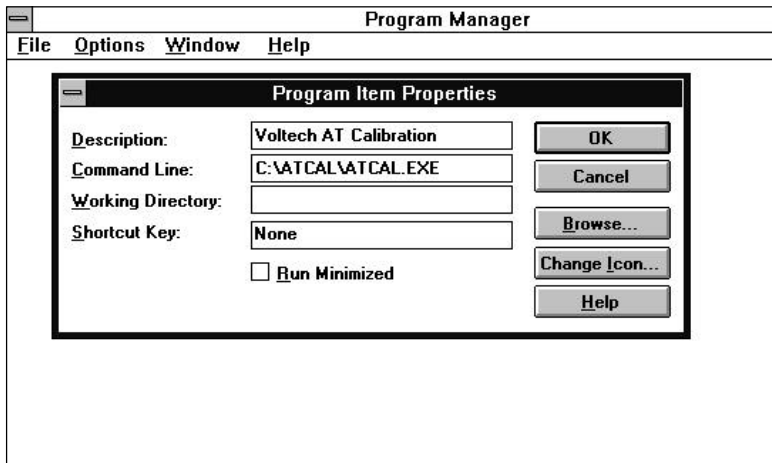 Program Manager
File Options Window Help
Program Item Properties
Description: Voltech AT Calibration
Command Line: C:\ATCAL\ATCAL.EXE
Working Directory:
Shortcut Key: None
Run Minimized
OK
Cancel
Browse...
Change Icon...
Help